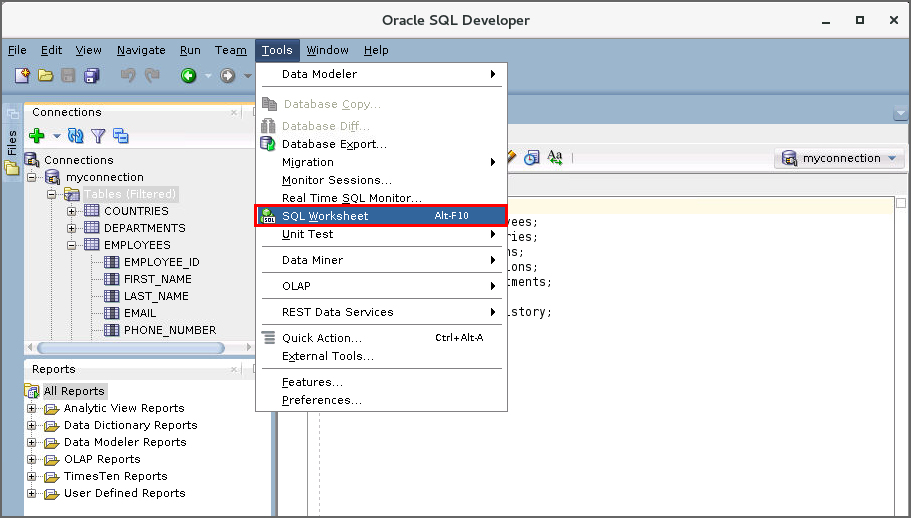 Oracle SQL Developer
File Edit View Navigate Run Team Tools Window Help
Connections
Files
Connections
myconnection
Tables (Filtered)
COUNTRIES
DEPARTMENTS
EMPLOYEES
EMPLOYEE_ID
FIRST_NAME
LAST_NAME
EMAIL
PHONE_NUMBER
Reports
All Reports
Analytic View Reports
Data Dictionary Reports
Data Modeler Reports
OLAP Reports
TimesTen Reports
User Defined Reports
Data Modeler
Database Copy...
Database Diff...
Database Export...
Migration
Monitor Sessions...
Real Time SQL Monitor...
SQL Worksheet Alt-F10
Unit Test
Data Miner
OLAP
REST Data Services
Quick Action... Ctrl+Alt-A
External Tools...
Features...
Preferences...
Aa
myconnection
yees;
ries;
ns;
ions;
tments;
istory;